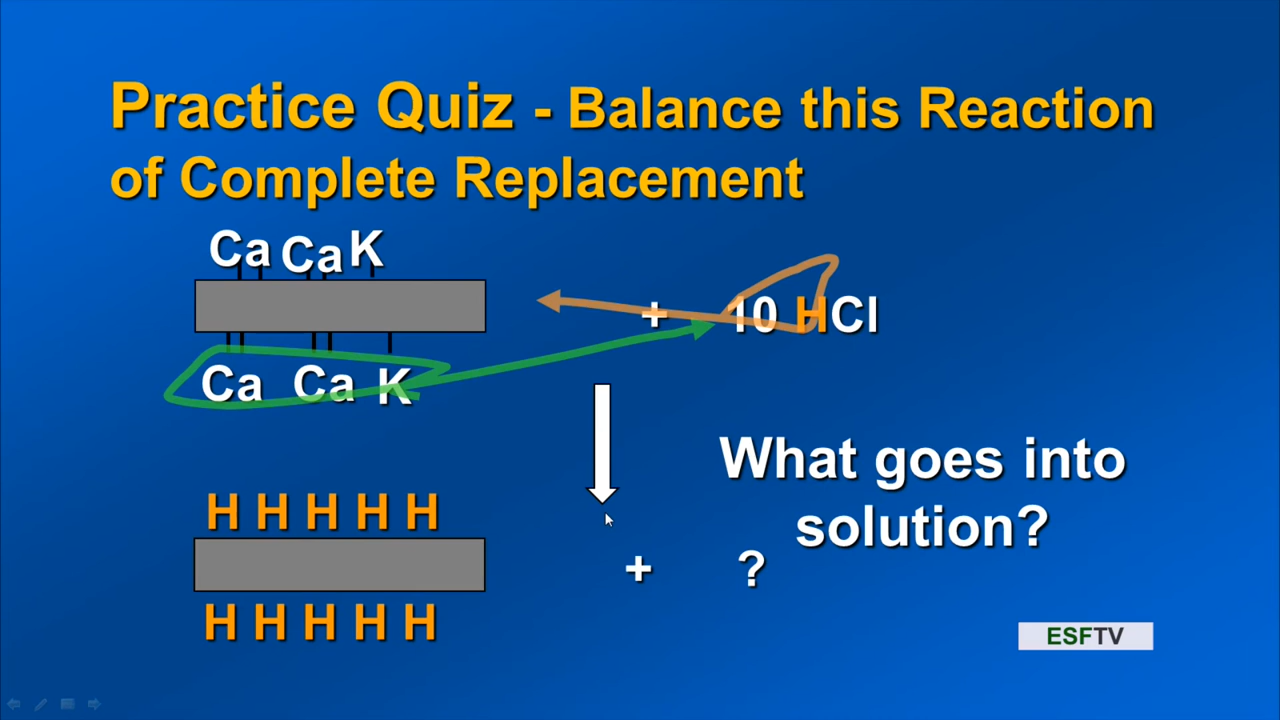 Practice Quiz - Balance this Reaction
of Complete Replacement
Ca Ca K
+ 10 HCl
Ca Ca K
What goes into
solution?
H H H H H
+ ?
H H H H H
ESFTV